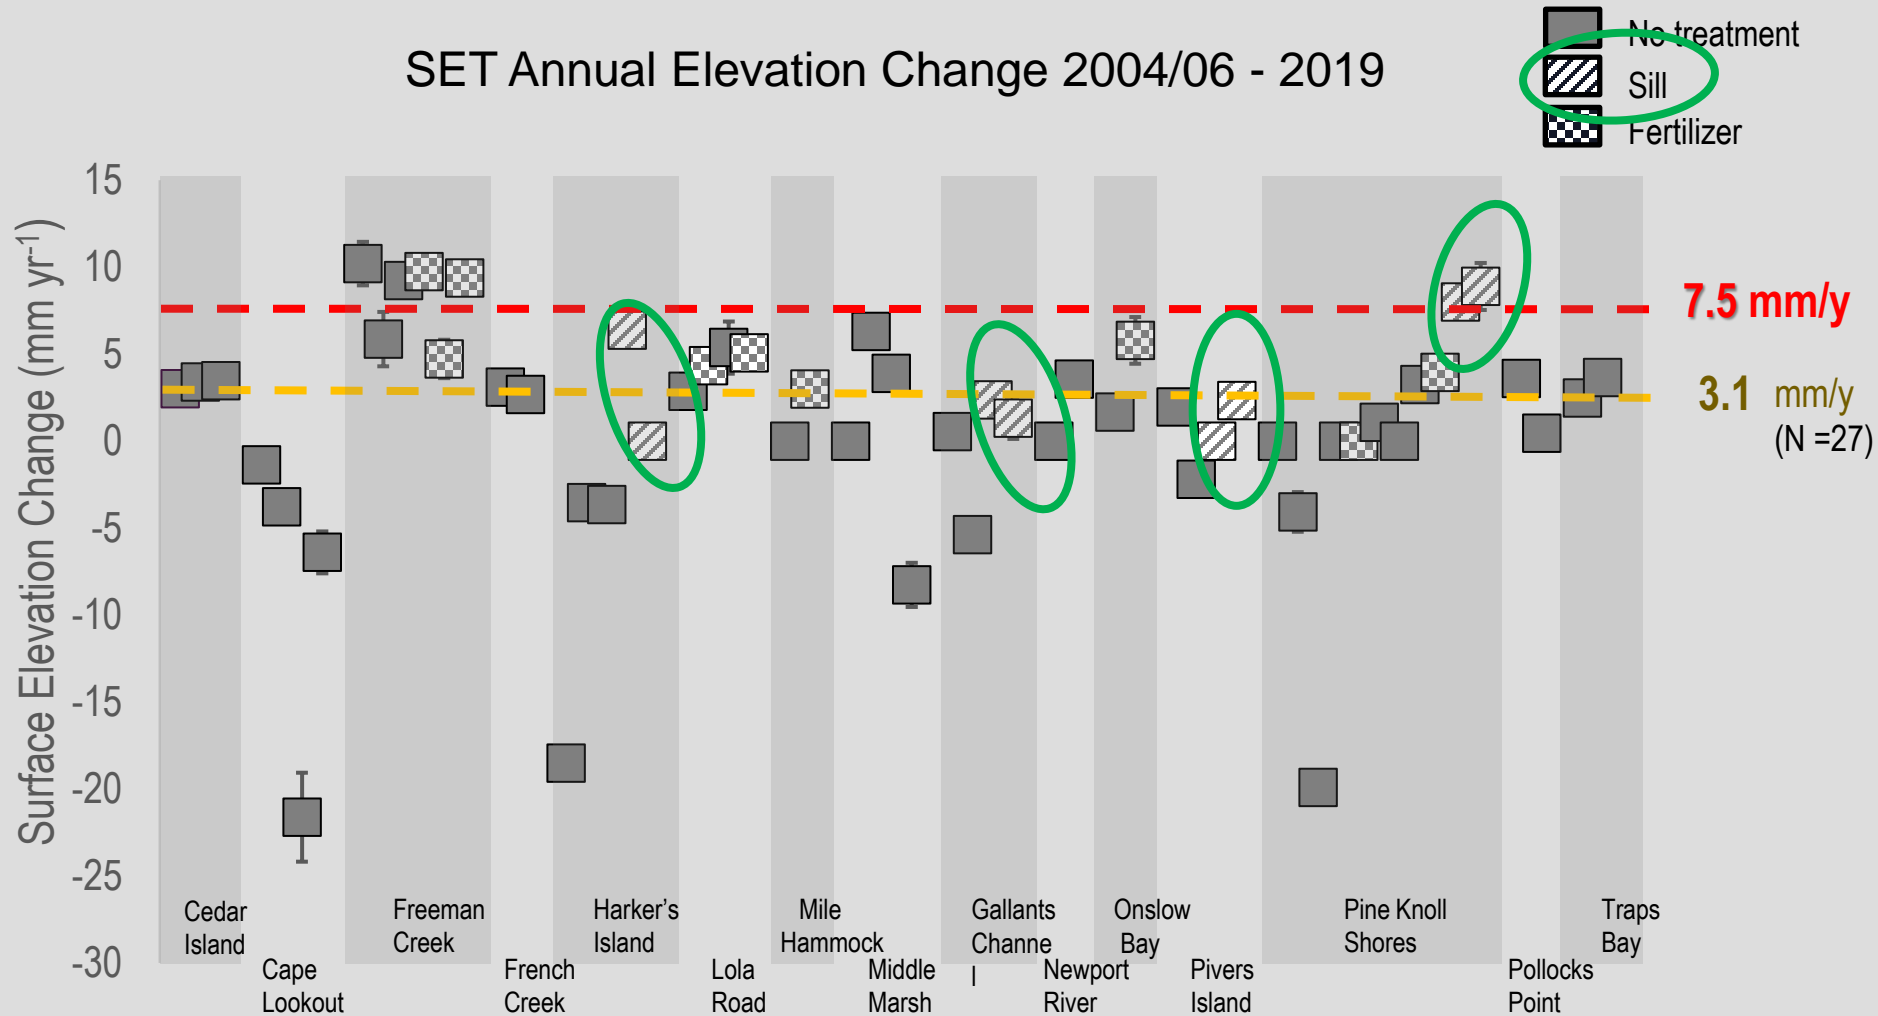 SET Annual Elevation Change 2004/06 - 2019
No treatment
Sill
Fertilizer
Surface Elevation Change (mm yr-1)
15
10
5
0
-5
-10
-15
-20
-25
-30
7.5 mm/y
3.1 mm/y
(N =27)
Cedar
Island
Cape
Lookout
Freeman
Creek
French
Creek
Harker's
Island
Lola
Road
Mile
Hammock
Middle
Marsh
Gallants
Channe
l
Newport
River
Onslow
Bay
Pivers
Island
Pine Knoll
Shores
Pollocks
Point
Traps
Bay